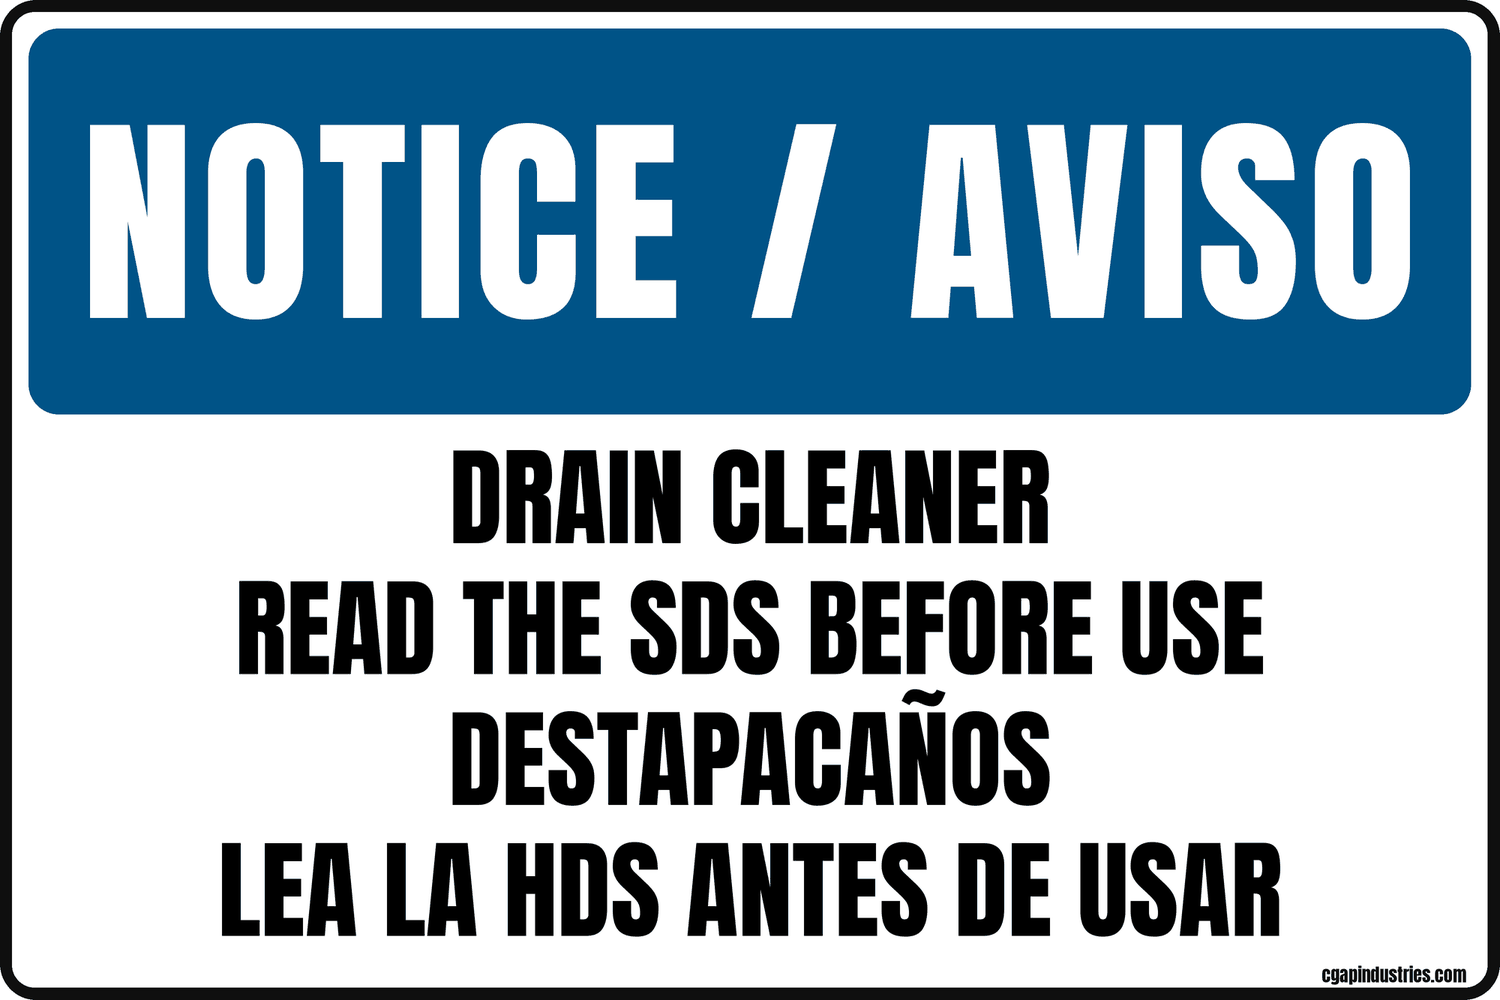 NOTICE / AVISO
DRAIN CLEANER
READ THE SDS BEFORE USE
DESTAPACAÑOS
LEA LA HDS ANTES DE USAR
cgapindustries.com